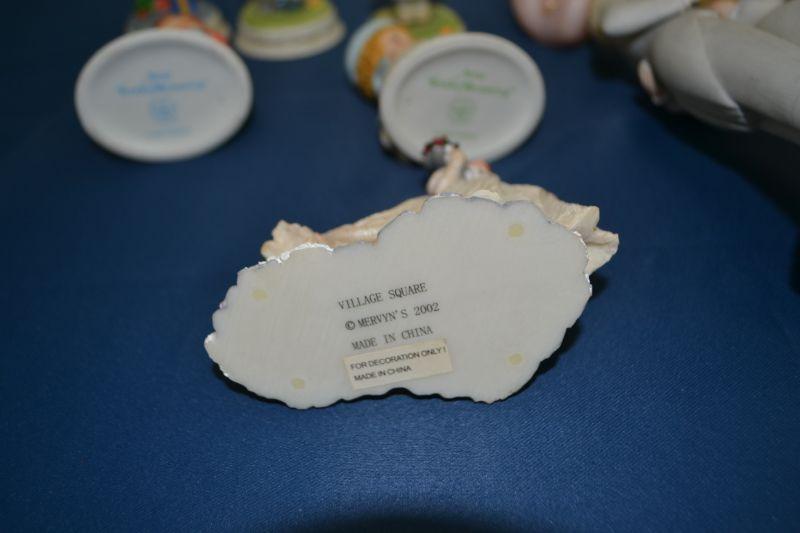 VILLAGE SQUARE
© MERVYN'S 2002
MADE IN CHINA
FOR DECORATION ONLY!
MADE IN CHINA